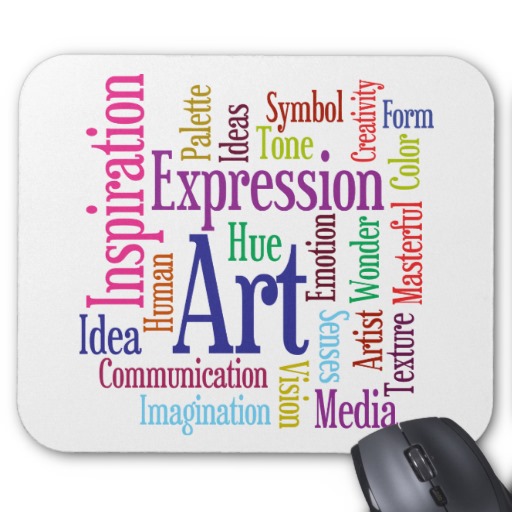 Inspiration
Palette
Ideas
Symbol
Tone
Creativity
Form
Color
Expression
Hue
Emotion
Wonder
Masterful
Human
Art
Idea
Senses
Artist
Texture
Communication
Vision
Imagination
Media